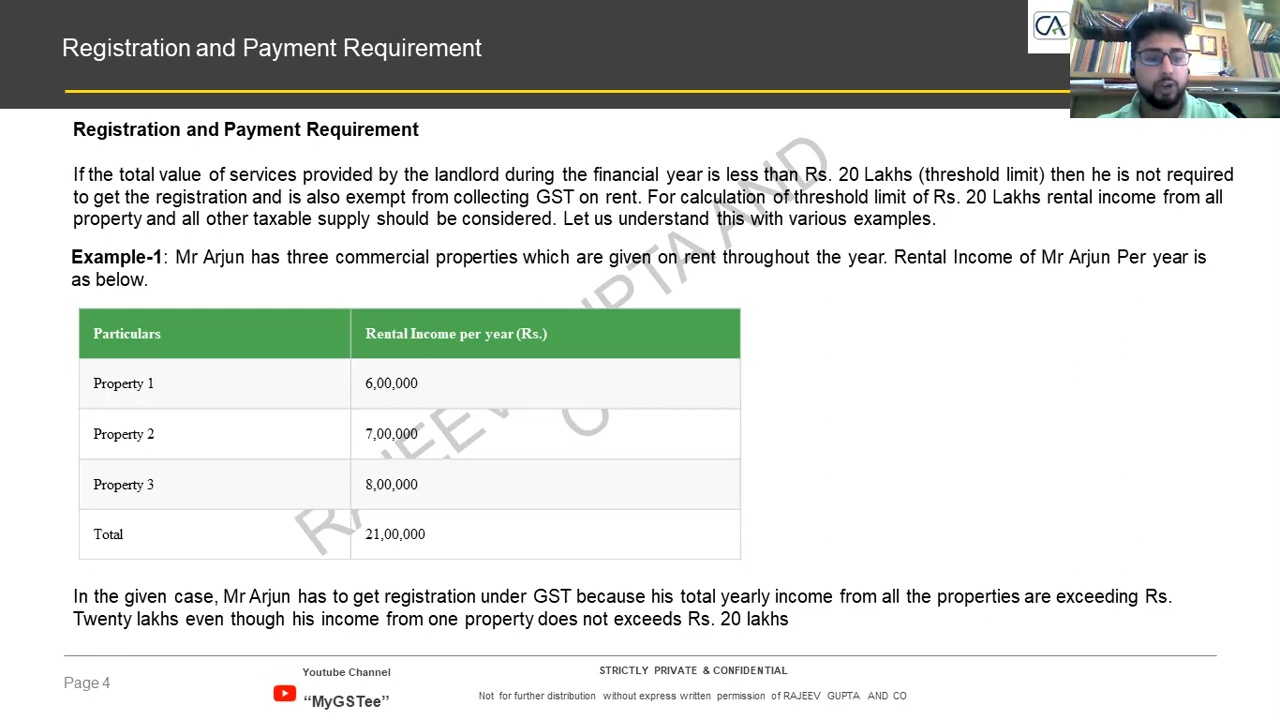 Registration and Payment Requirement
CA
Registration and Payment Requirement
If the total value of services provided by the landlord during the financial year is less than Rs. 20 Lakhs (threshold limit) then he is not required
to get the registration and is also exempt from collecting GST on rent. For calculation of threshold limit of Rs. 20 Lakhs rental income from all
property and all other taxable supply should be considered. Let us understand this with various examples.
Example-1: Mr Arjun has three commercial properties which are given on rent throughout the year. Rental Income of Mr Arjun Per year is
as below.
Particulars Rental Income per year (Rs.)
Property 1 6,00,000
Property 2 7,00,000
Property 3 8,00,000
Total 21,00,000
In the given case, Mr Arjun has to get registration under GST because his total yearly income from all the properties are exceeding Rs.
Twenty lakhs even though his income from one property does not exceeds Rs. 20 lakhs
Page 4
Youtube Channel
“MyGSTee”
STRICTLY PRIVATE & CONFIDENTIAL
Not for further distribution without express written permission of RAJEEV GUPTA AND CO